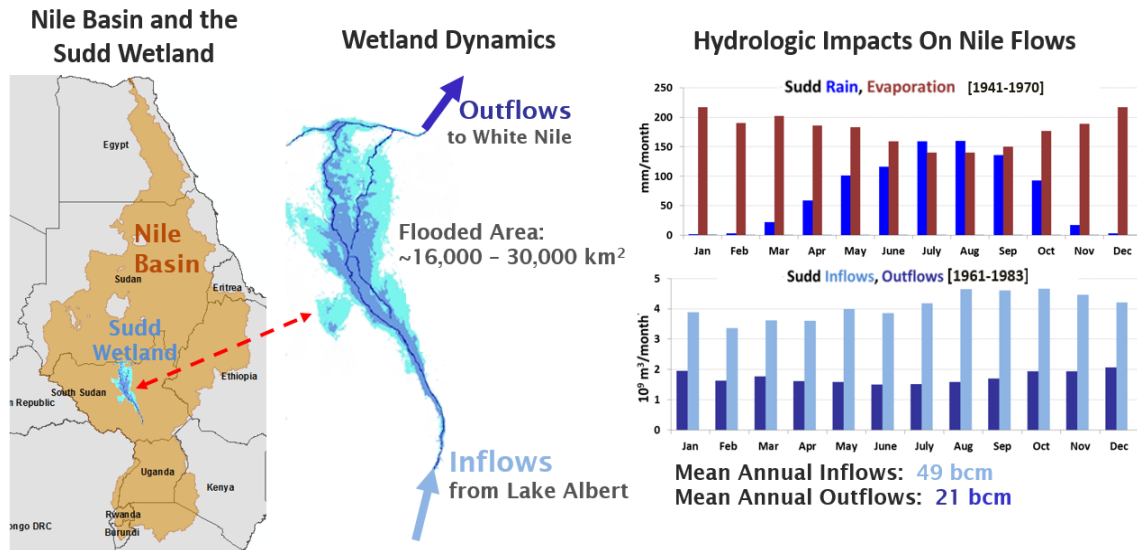 Nile Basin and the
Sudd Wetland
Egypt
Nile
Basin
Sudan
Eritrea
Sudd
Wetland
South Sudan
Ethiopia
n Republic
Uganda
Kenya
Rwanda
Burundi
ongo DRC
Wetland Dynamics
Outflows
to White Nile
Flooded Area:
~16,000 – 30,000 km²
Inflows
from Lake Albert
Hydrologic Impacts On Nile Flows
Sudd Rain, Evaporation [1941-1970]
mm/month
250
200
150
100
50
0
Jan Feb Mar Apr May June July Aug Sep Oct Nov Dec
Sudd Inflows, Outflows [1961-1983]
10⁹ m³/month
5
4
3
2
1
0
Jan Feb Mar Apr May June July Aug Sep Oct Nov Dec
Mean Annual Inflows: 49 bcm
Mean Annual Outflows: 21 bcm